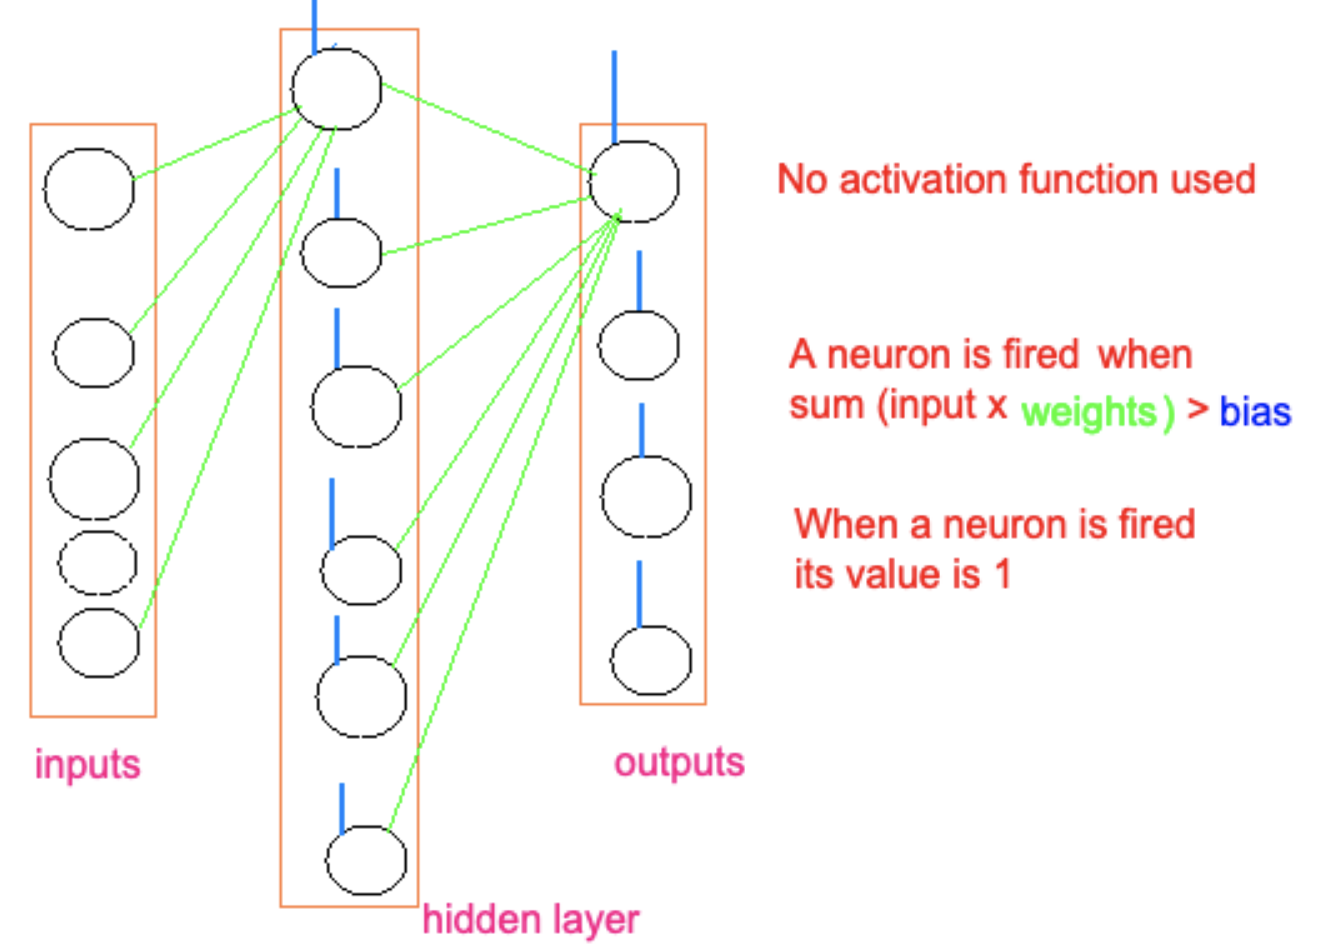 No activation function used
A neuron is fired when
sum (input x weights) > bias
When a neuron is fired
its value is 1
inputs
outputs
hidden layer